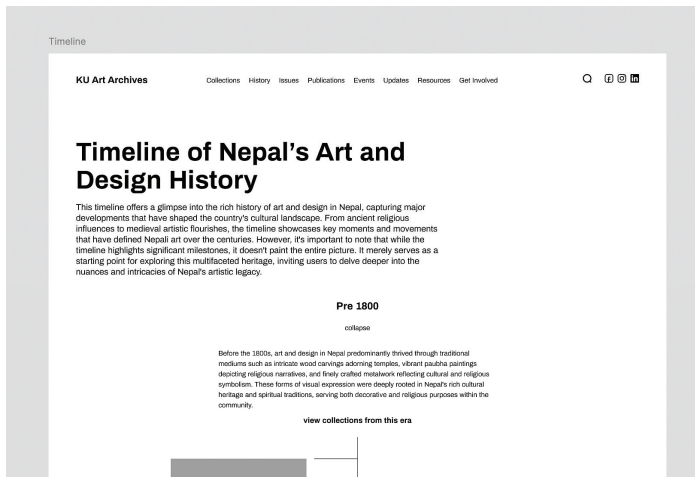 Timeline
KU Art Archives
Collections History Issues Publications Events Updates Resources Get Involved
Timeline of Nepal's Art and
Design History
This timeline offers a glimpse into the rich history of art and design in Nepal, capturing major
developments that have shaped the country's cultural landscape. From ancient religious
influences to medieval artistic flourishes, the timeline showcases key moments and movements
that have defined Nepali art over the centuries. However, it's important to note that while the
timeline highlights significant milestones, it doesn't paint the entire picture. It merely serves as a
starting point for exploring this multifaceted heritage, inviting users to delve deeper into the
nuances and intricacies of Nepal's artistic legacy.
Pre 1800
collapse
Before the 1800s, art and design in Nepal predominantly thrived through traditional
mediums such as intricate wood carvings adorning temples, vibrant paubha paintings
depicting religious narratives, and finely crafted metalwork reflecting cultural and religious
symbolism. These forms of visual expression were deeply rooted in Nepal's rich cultural
heritage and spiritual traditions, serving both decorative and religious purposes within the
community.
view collections from this era